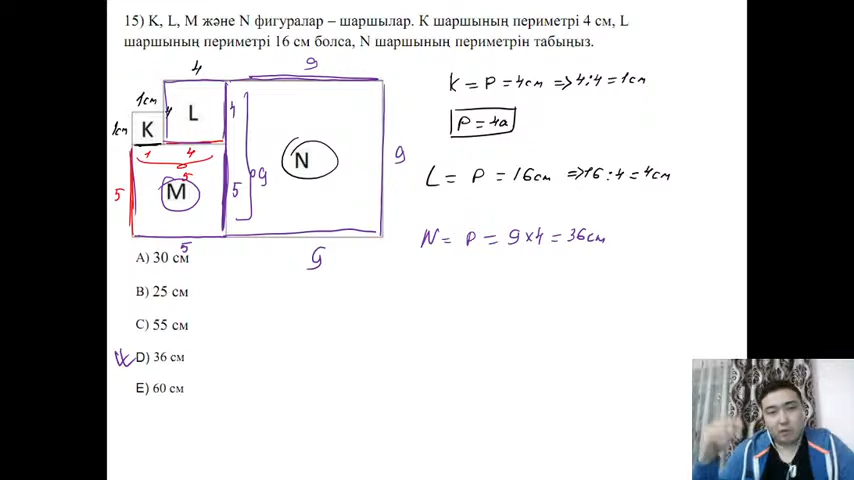 15) K, L, M және N фигуралар – шаршылар. К шаршының периметрі 4 см, L
шаршының периметрі 16 см болса, N шаршының периметрін табыңыз.
4
9
1см
4
L
4
1см
K
K = P = 4см => 4:4 = 1см
P = 4a
N
9
9
1
4
5
L = P = 16см => 16 : 4 = 4см
5
M
5
N = P = 9x4 = 36см
5
9
A) 30 см
B) 25 см
C) 55 см
D) 36 см
E) 60 см